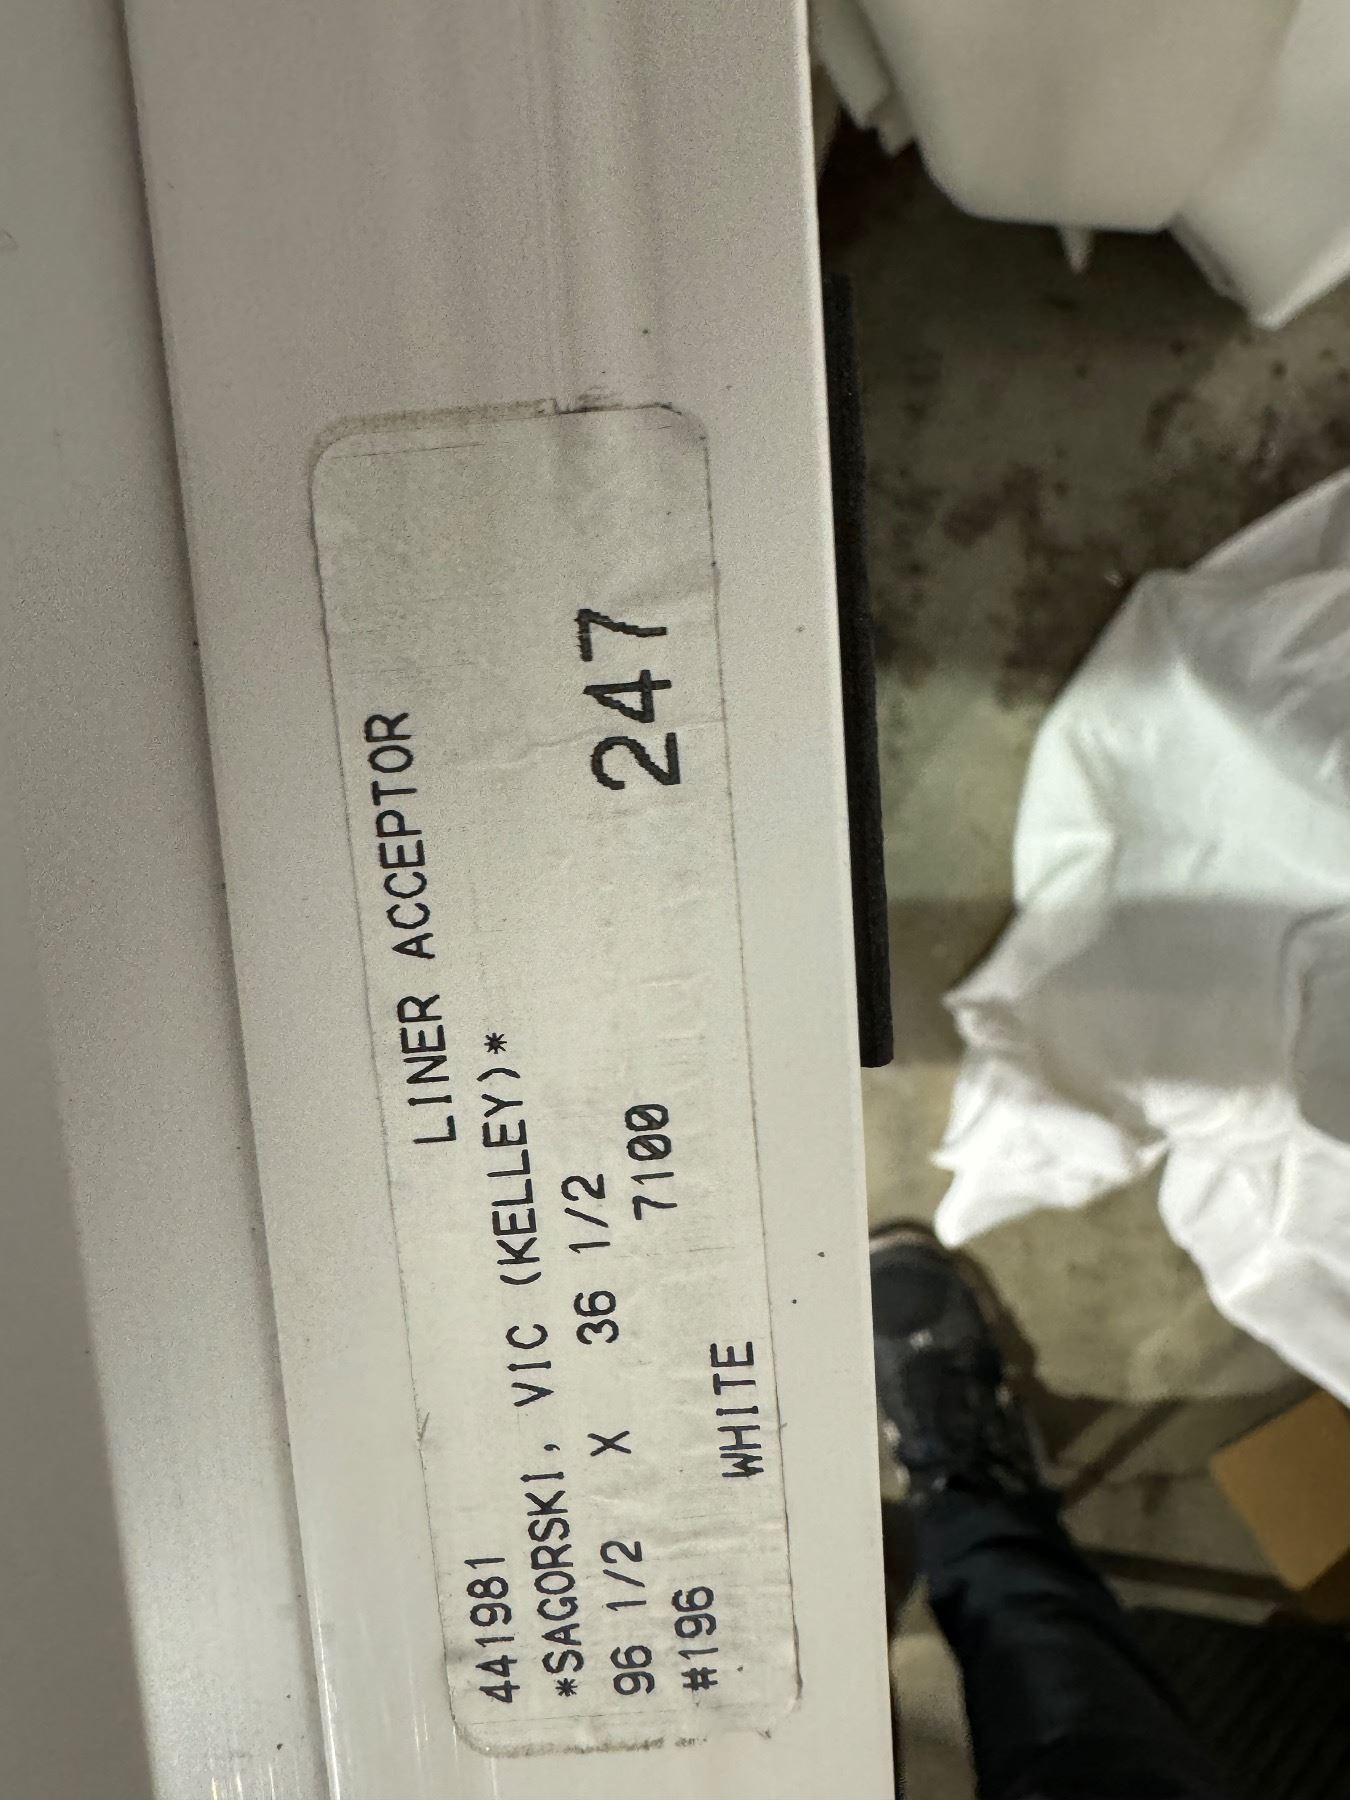 441981 LINER ACCEPTOR
*SAGORSKI, VIC (KELLEY)*
96 1/2 X 36 1/2
#196 7100 247
WHITE